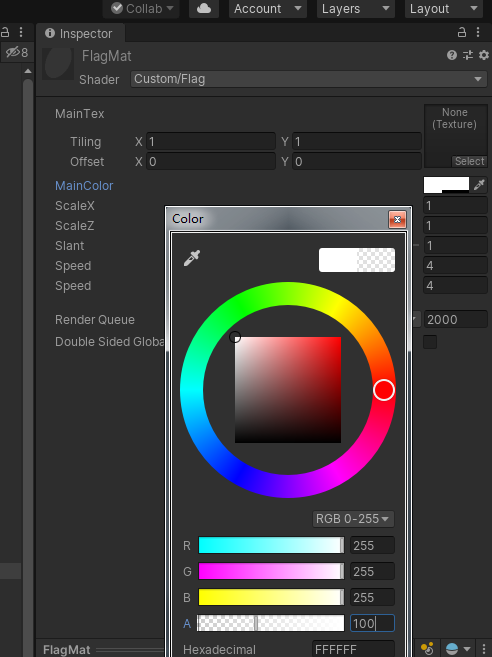 Collab
Account
Layers
Layout
Inspector
8
FlagMat
Shader
Custom/Flag
MainTex
None
(Texture)
Tiling X 1 Y 1
Offset X 0 Y 0
Select
MainColor
ScaleX 1
ScaleZ 1
Slant 1
Speed 4
Speed 4
Render Queue 2000
Double Sided Globa
Color
x
RGB 0-255
R 255
G 255
B 255
A 100
Hexadecimal FFFFFF
FlagMat